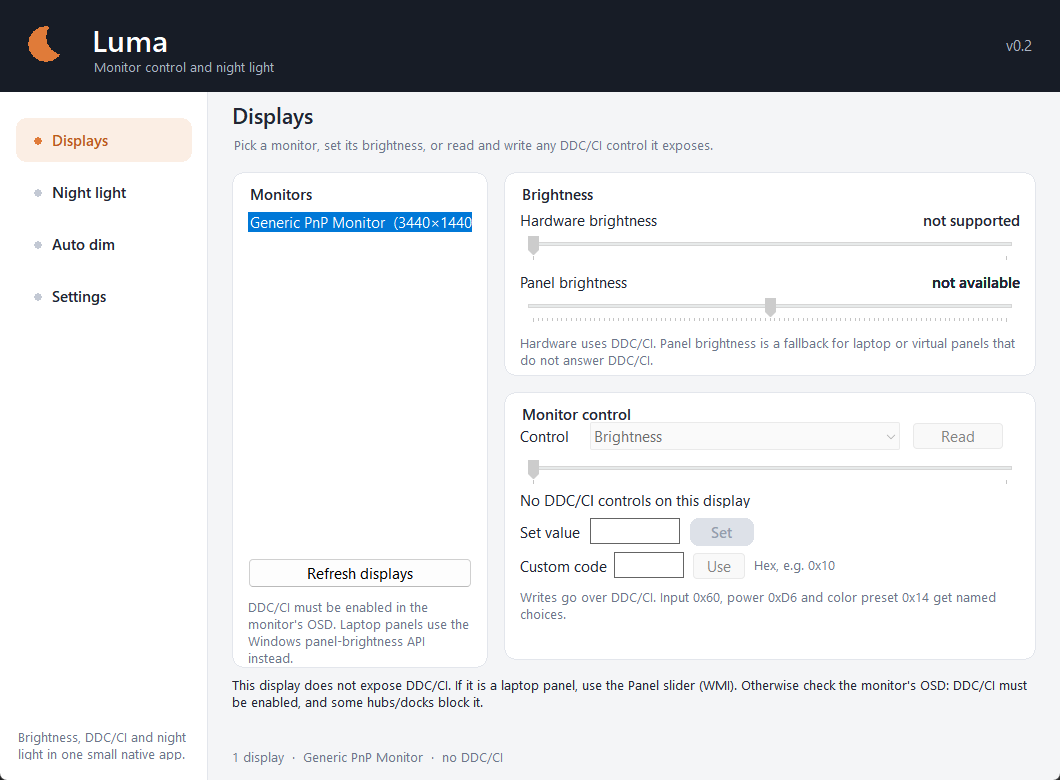 Luma
Monitor control and night light
v0.2
Displays
Night light
Auto dim
Settings
Brightness, DDC/CI and night
light in one small native app.
Displays
Pick a monitor, set its brightness, or read and write any DDC/CI control it exposes.
Monitors
Generic PnP Monitor (3440×1440
Refresh displays
DDC/CI must be enabled in the
monitor's OSD. Laptop panels use the
Windows panel-brightness API
instead.
Brightness
Hardware brightness not supported
Panel brightness not available
Hardware uses DDC/CI. Panel brightness is a fallback for laptop or virtual panels that
do not answer DDC/CI.
Monitor control
Control Brightness Read
No DDC/CI controls on this display
Set value Set
Custom code Use Hex, e.g. 0x10
Writes go over DDC/CI. Input 0x60, power 0xD6 and color preset 0x14 get named
choices.
This display does not expose DDC/CI. If it is a laptop panel, use the Panel slider (WMI). Otherwise check the monitor's OSD: DDC/CI must
be enabled, and some hubs/docks block it.
1 display · Generic PnP Monitor · no DDC/CI